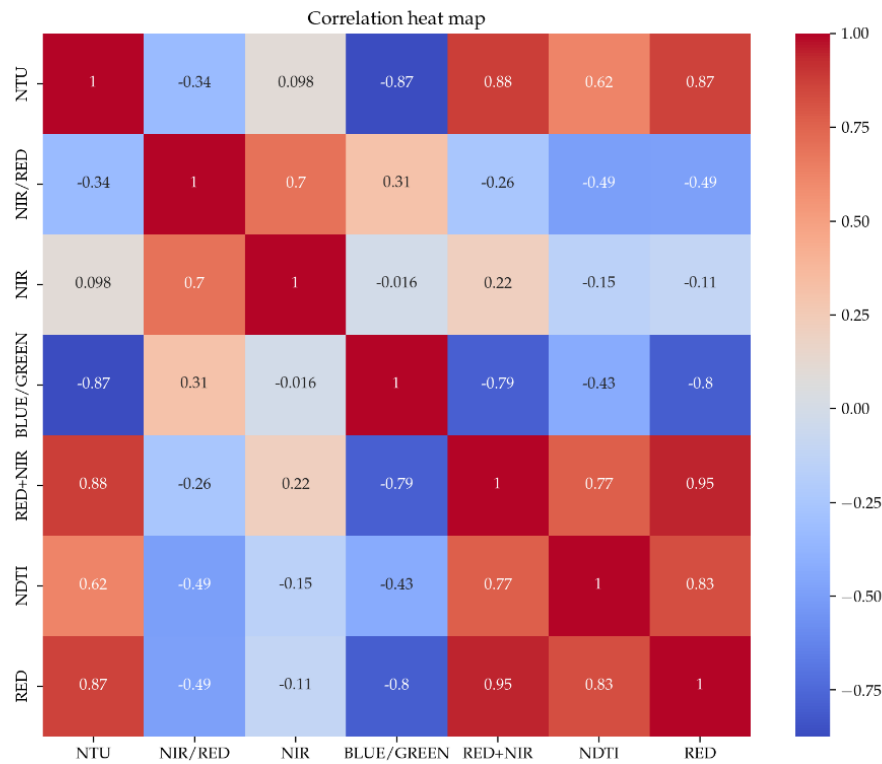 Correlation heat map
NTU 1 -0.34 0.098 -0.87 0.88 0.62 0.87
NIR/RED -0.34 1 0.7 0.31 -0.26 -0.49 -0.49
NIR 0.098 0.7 1 -0.016 0.22 -0.15 -0.11
BLUE/GREEN -0.87 0.31 -0.016 1 -0.79 -0.43 -0.8
RED+NIR 0.88 -0.26 0.22 -0.79 1 0.77 0.95
NDTI 0.62 -0.49 -0.15 -0.43 0.77 1 0.83
RED 0.87 -0.49 -0.11 -0.8 0.95 0.83 1
NTU NIR/RED NIR BLUE/GREEN RED+NIR NDTI RED
1.00
0.75
0.50
0.25
0.00
−0.25
−0.50
−0.75